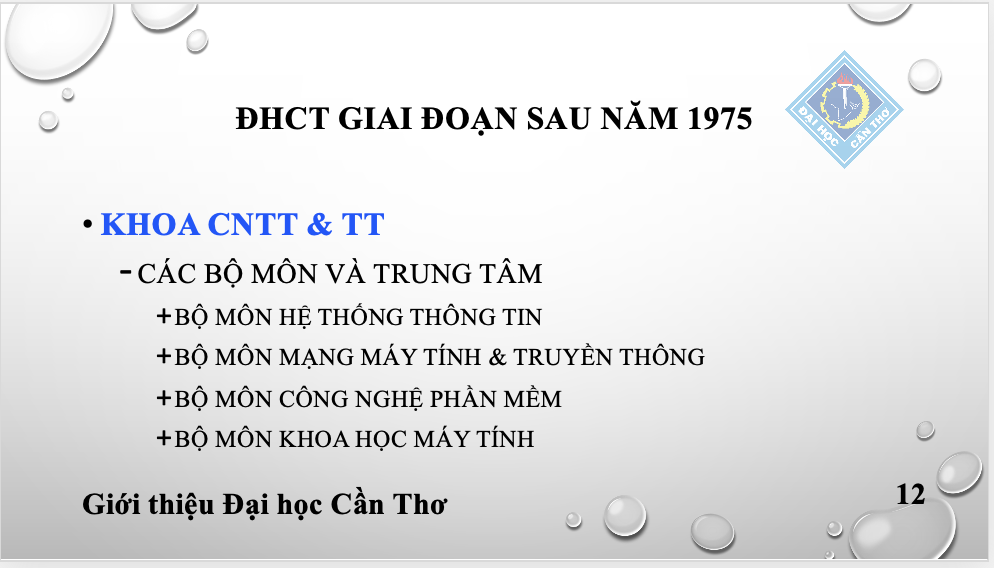 ĐHCT GIAI ĐOẠN SAU NĂM 1975
ĐẠI HỌC CẦN THƠ
• KHOA CNTT & TT
- CÁC BỘ MÔN VÀ TRUNG TÂM
+BỘ MÔN HỆ THỐNG THÔNG TIN
+BỘ MÔN MẠNG MÁY TÍNH & TRUYỀN THÔNG
+BỘ MÔN CÔNG NGHỆ PHẦN MỀM
+BỘ MÔN KHOA HỌC MÁY TÍNH
Giới thiệu Đại học Cần Thơ
12